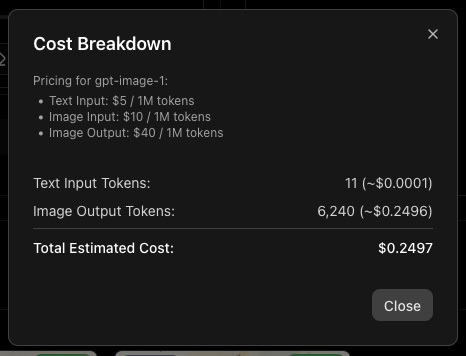 Cost Breakdown
Pricing for gpt-image-1:
• Text Input: $5 / 1M tokens
• Image Input: $10 / 1M tokens
• Image Output: $40 / 1M tokens
Text Input Tokens: 11 (~$0.0001)
Image Output Tokens: 6,240 (~$0.2496)
Total Estimated Cost: $0.2497
Close